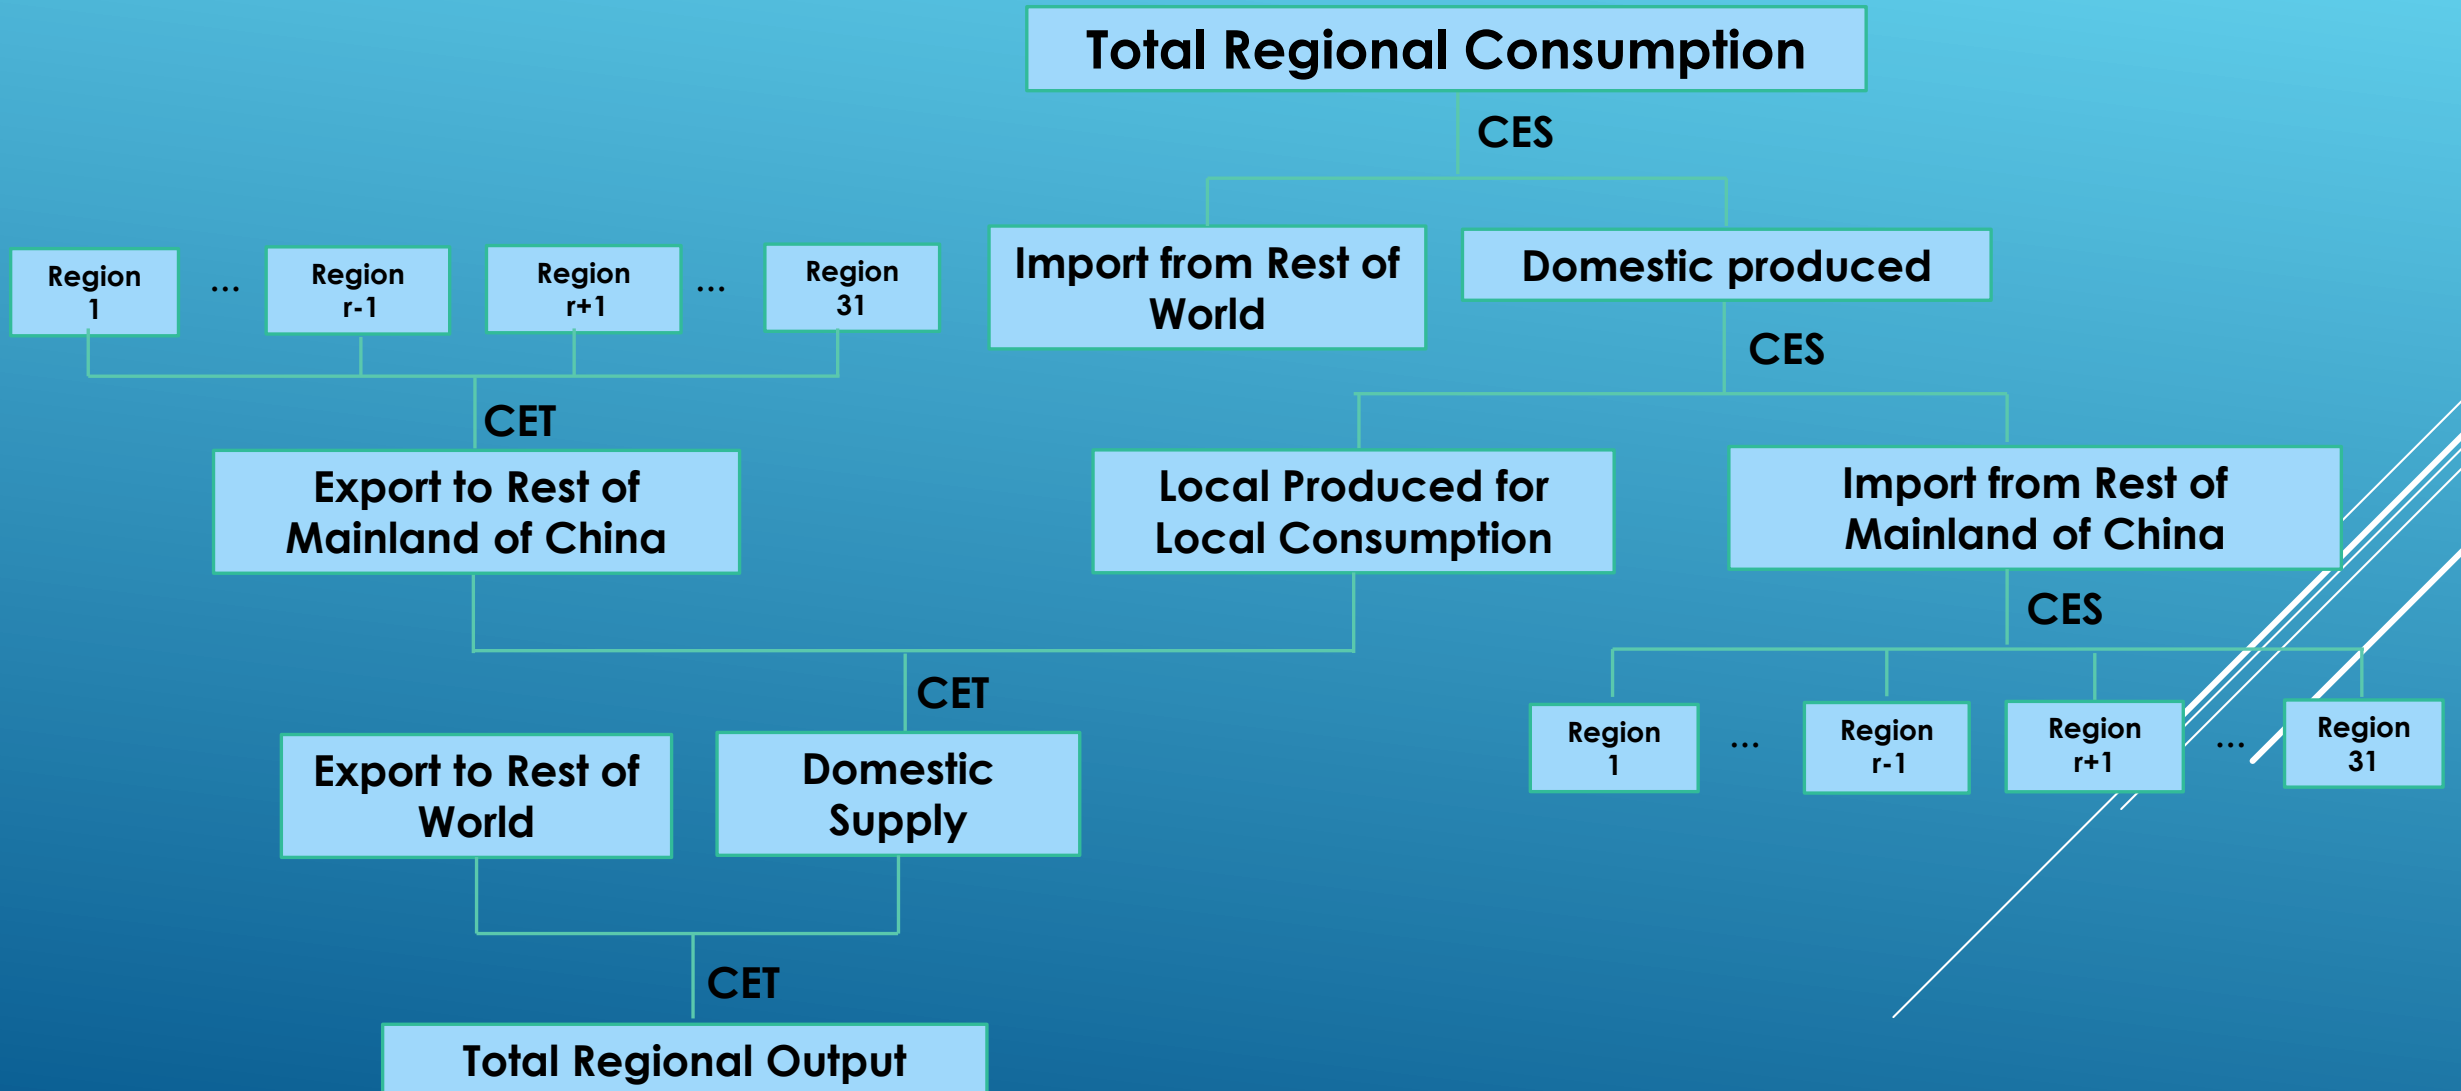 Total Regional Consumption
CES
Import from Rest of
World
Domestic produced
Region
1
...
Region
r-1
Region
r+1
...
Region
31
CES
CET
Export to Rest of
Mainland of China
Local Produced for
Local Consumption
Import from Rest of
Mainland of China
CES
CET
Region
1
...
Region
r-1
Region
r+1
...
Region
31
Export to Rest of
World
Domestic
Supply
CET
Total Regional Output